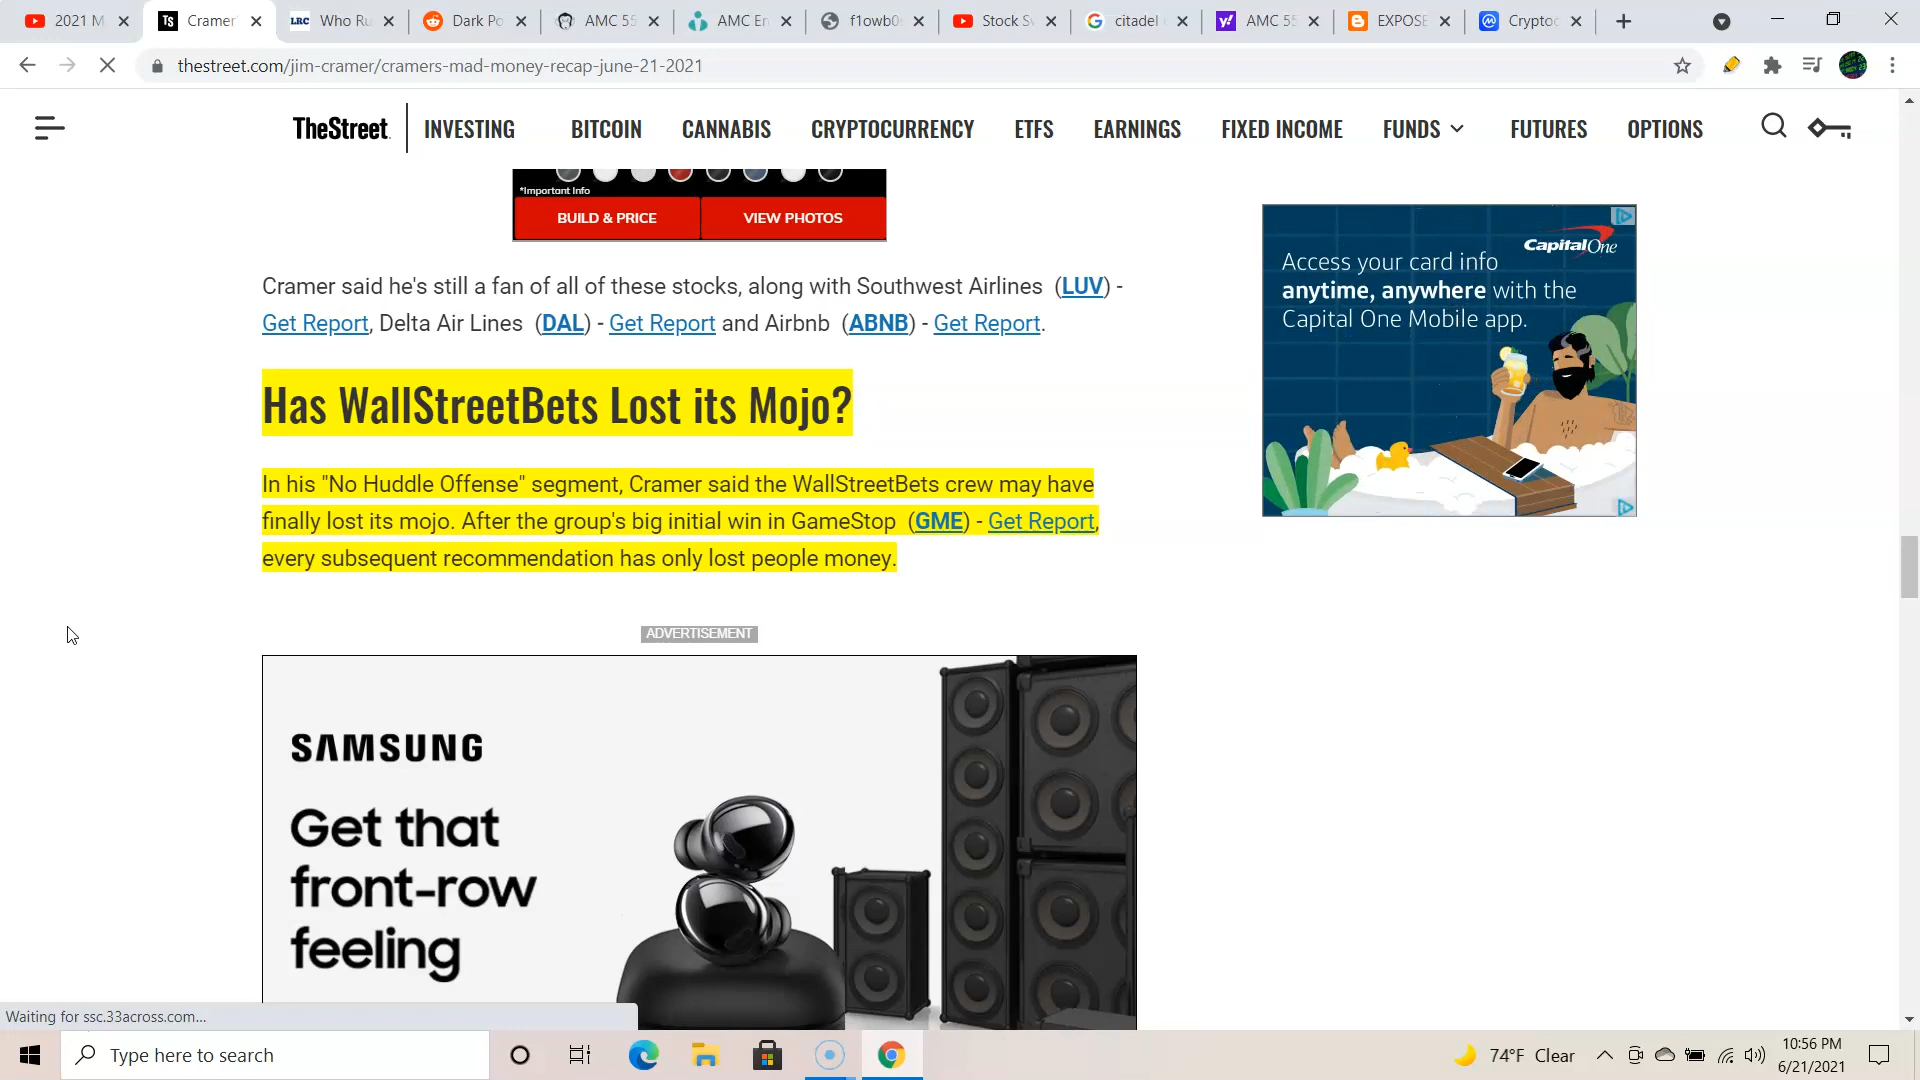 2021 M
Cramer'
LRC Who Ru
Dark Po
AMC 55
AMC En
f1owb0
Stock S
citadel
y! AMC 55
EXPOSE
Cryptoc
thestreet.com/jim-cramer/cramers-mad-money-recap-june-21-2021
TheStreet
INVESTING BITCOIN CANNABIS CRYPTOCURRENCY ETFS EARNINGS FIXED INCOME FUNDS FUTURES OPTIONS
*Important Info
BUILD & PRICE VIEW PHOTOS
Cramer said he's still a fan of all of these stocks, along with Southwest Airlines (LUV) -
Get Report, Delta Air Lines (DAL) - Get Report and Airbnb (ABNB) - Get Report.
Has WallStreetBets Lost its Mojo?
In his "No Huddle Offense" segment, Cramer said the WallStreetBets crew may have
finally lost its mojo. After the group's big initial win in GameStop (GME) - Get Report,
every subsequent recommendation has only lost people money.
Capital One
Access your card info
anytime, anywhere with the
Capital One Mobile app.
ADVERTISEMENT
SAMSUNG
Get that
front-row
feeling
Waiting for ssc.33across.com...
Type here to search
74°F Clear
10:56 PM
6/21/2021